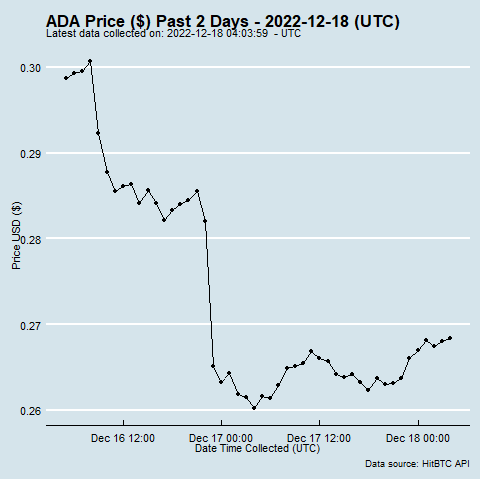 ADA Price ($) Past 2 Days - 2022-12-18 (UTC)
Latest data collected on: 2022-12-18 04:03:59 - UTC
0.30
0.29
0.28
0.27
0.26
Price USD ($)
Dec 16 12:00 Dec 17 00:00 Dec 17 12:00 Dec 18 00:00
Date Time Collected (UTC)
Data source: HitBTC API